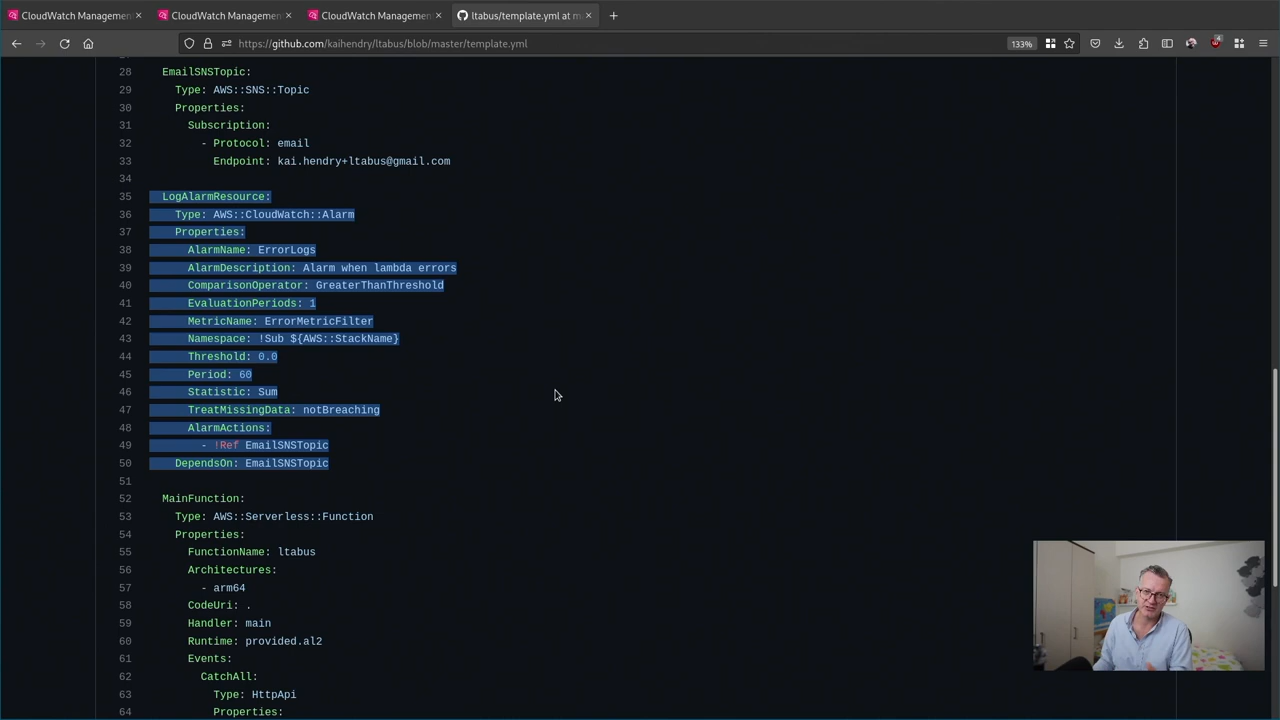 CloudWatch Management
CloudWatch Management
CloudWatch Management
ltabus/template.yml at m
https://github.com/kaihendry/ltabus/blob/master/template.yml
133%
4
28 EmailSNSTopic:
29 Type: AWS::SNS::Topic
30 Properties:
31 Subscription:
32 - Protocol: email
33 Endpoint: kai.hendry+ltabus@gmail.com
34
35 LogAlarmResource:
36 Type: AWS::CloudWatch::Alarm
37 Properties:
38 AlarmName: ErrorLogs
39 AlarmDescription: Alarm when lambda errors
40 ComparisonOperator: GreaterThanThreshold
41 EvaluationPeriods: 1
42 MetricName: ErrorMetricFilter
43 Namespace: !Sub ${AWS::StackName}
44 Threshold: 0.0
45 Period: 60
46 Statistic: Sum
47 TreatMissingData: notBreaching
48 AlarmActions:
49 - !Ref EmailSNSTopic
50 DependsOn: EmailSNSTopic
51
52 MainFunction:
53 Type: AWS::Serverless::Function
54 Properties:
55 FunctionName: ltabus
56 Architectures:
57 - arm64
58 CodeUri: .
59 Handler: main
60 Runtime: provided.al2
61 Events:
62 CatchAll:
63 Type: HttpApi
64 Properties: